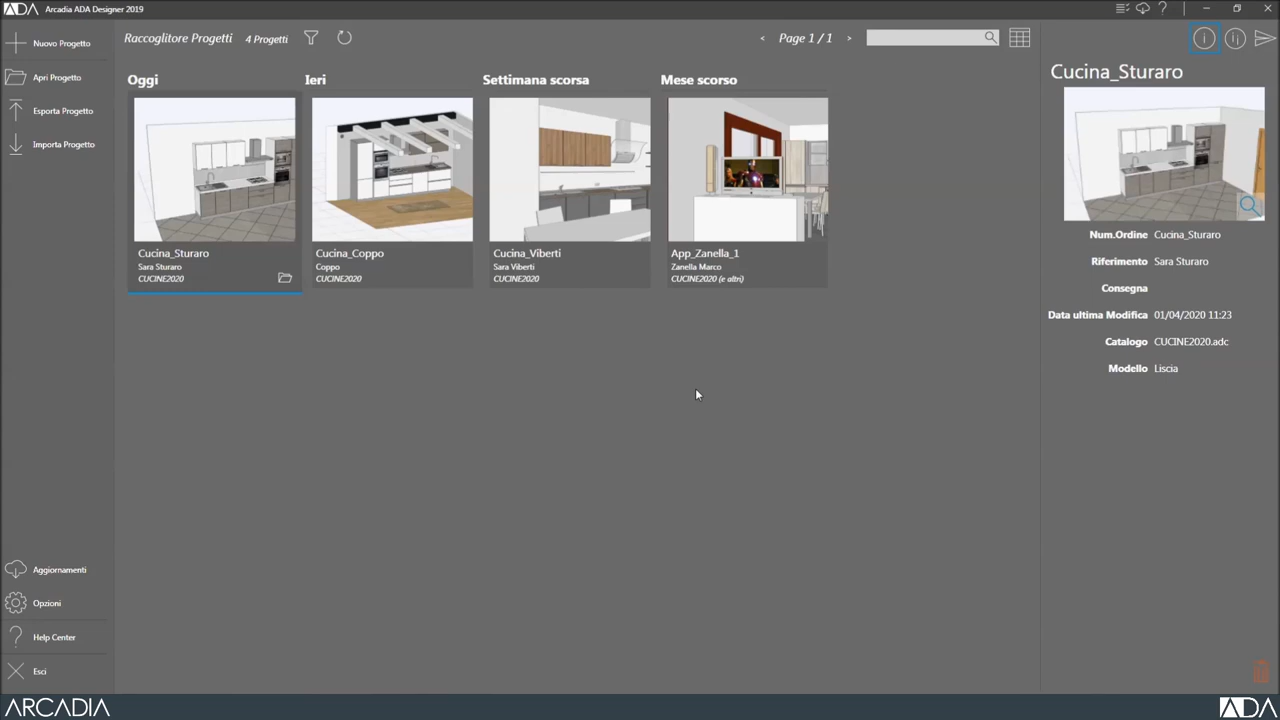 ADA Arcadia ADA Designer 2019
Nuovo Progetto
Apri Progetto
Esporta Progetto
Importa Progetto
Raccoglitore Progetti 4 Progetti
< Page 1 / 1 >
Oggi
Cucina_Sturaro
Sara Sturaro
CUCINE2020
Ieri
Cucina_Coppo
Coppo
CUCINE2020
Settimana scorsa
Cucina_Viberti
Sara Viberti
CUCINE2020
Mese scorso
App_Zanella_1
Zanella Marco
CUCINE2020 (e altri)
Cucina_Sturaro
Num.Ordine Cucina_Sturaro
Riferimento Sara Sturaro
Consegna
Data ultima Modifica 01/04/2020 11:23
Catalogo CUCINE2020.adc
Modello Liscia
Aggiornamenti
Opzioni
Help Center
Esci
ARCADIA
ADA